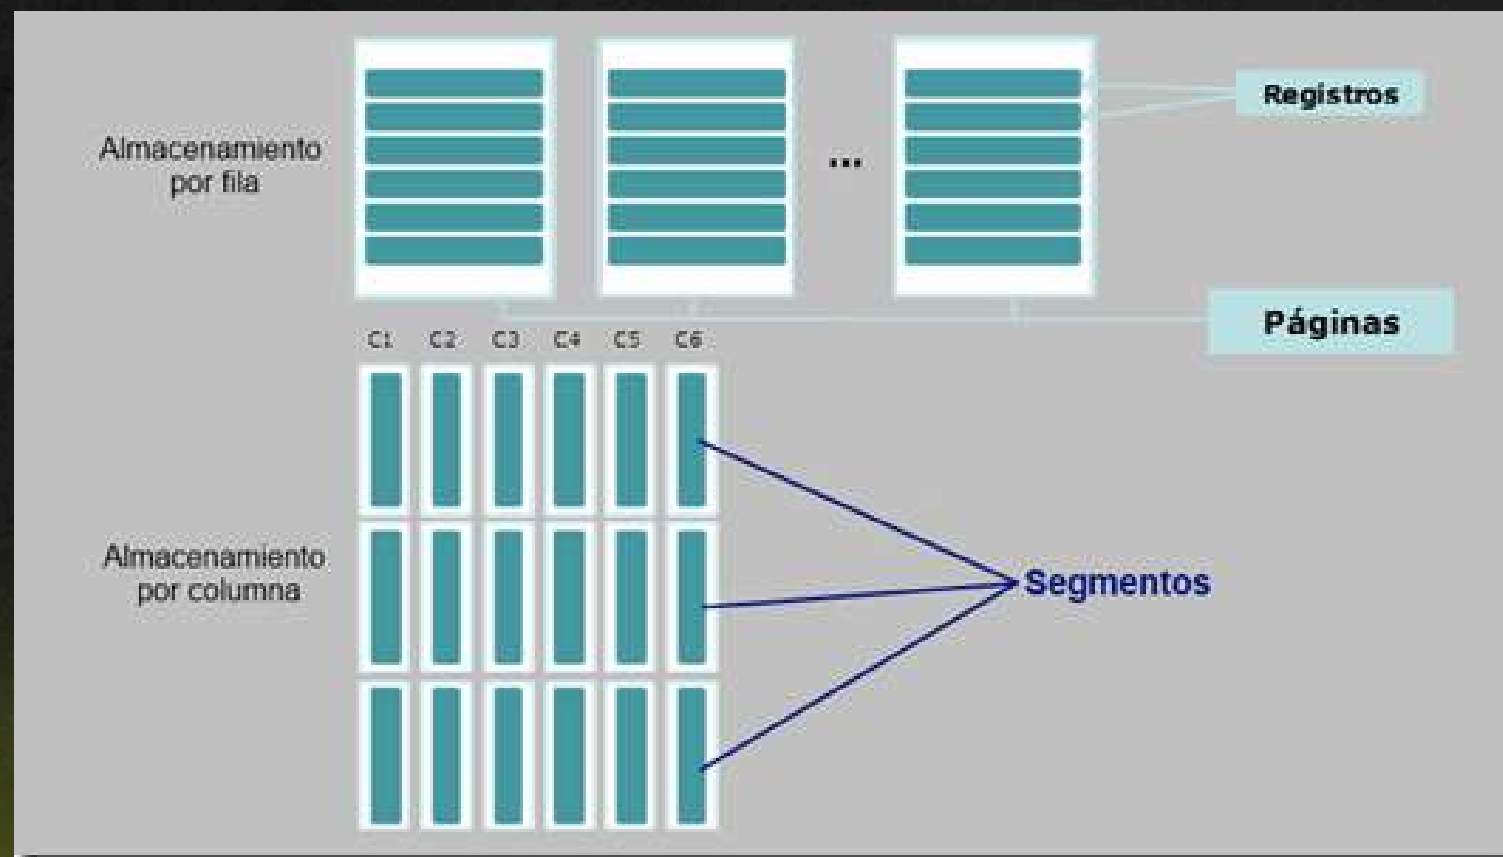 Almacenamiento
por fila
...
Registros
Páginas
C1 C2 C3 C4 C5 C6
Almacenamiento
por columna
Segmentos